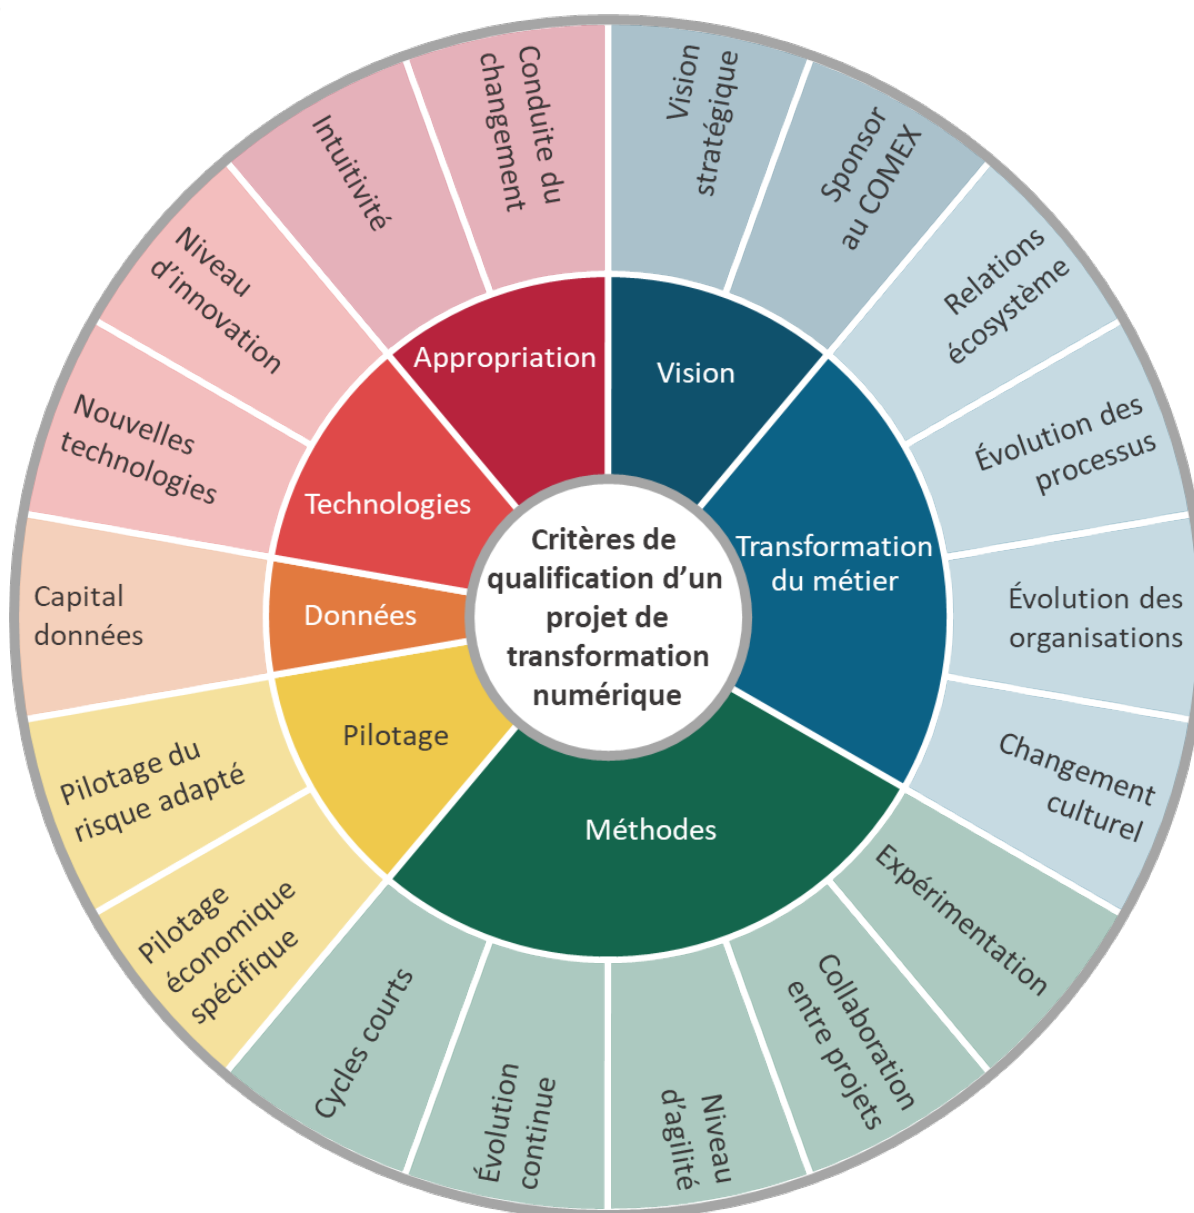 Critères de
qualification d’un
projet de
transformation
numérique
Vision
Vision
stratégique
Sponsor
au COMEX
Transformation
du métier
Relations
écosystème
Évolution des
processus
Évolution des
organisations
Changement
culturel
Méthodes
Expérimentation
Collaboration
entre projets
Niveau
d’agilité
Évolution
continue
Cycles courts
Pilotage
Pilotage
économique
spécifique
Pilotage du
risque adapté
Données
Capital
données
Technologies
Nouvelles
technologies
Niveau
d’innovation
Appropriation
Intuitivité
Conduite du
changement